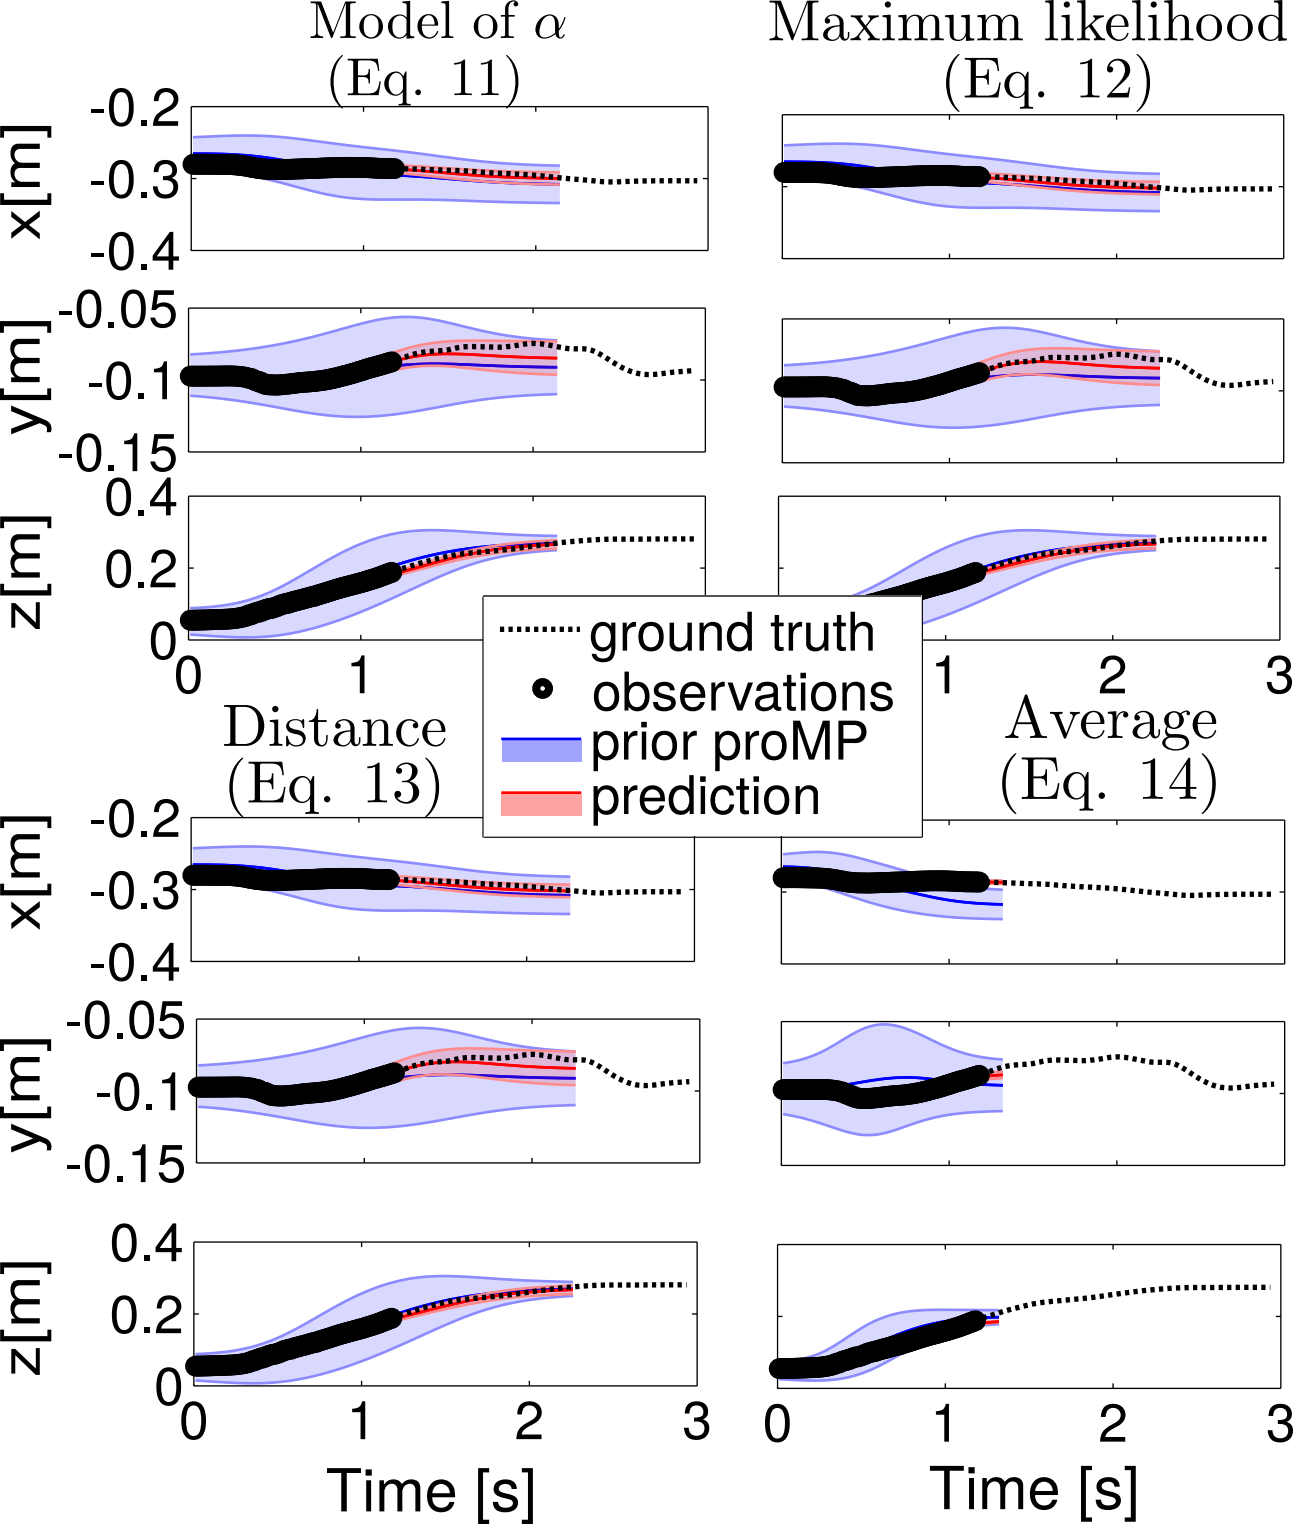 Model of α
(Eq. 11)
Maximum likelihood
(Eq. 12)
x[m]
-0.2
-0.3
-0.4
y[m]
-0.05
-0.1
-0.15
z[m]
0.4
0.2
0
0 1
1 2 3
ground truth
observations
prior proMP
prediction
Distance
(Eq. 13)
Average
(Eq. 14)
x[m]
-0.2
-0.3
-0.4
y[m]
-0.05
-0.1
-0.15
z[m]
0.4
0.2
0
0 1 2 3
0 1 2 3
Time [s]
Time [s]